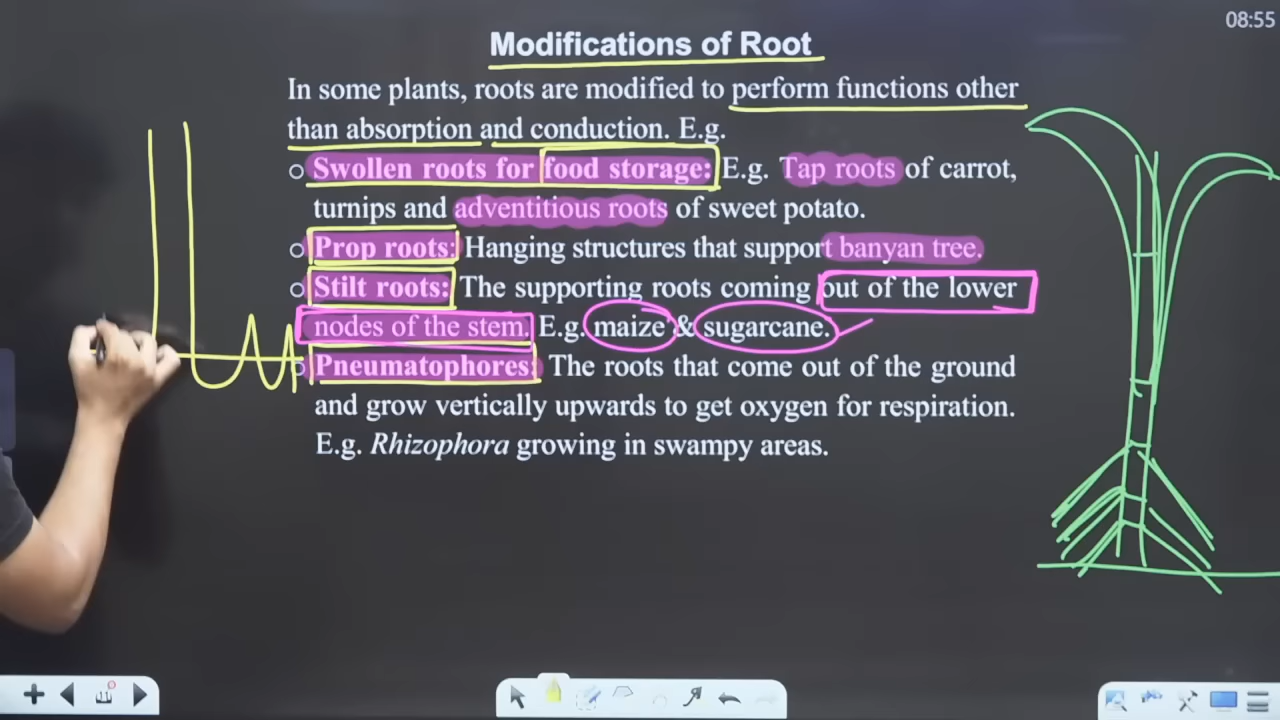 08:55
Modifications of Root
In some plants, roots are modified to perform functions other
than absorption and conduction. E.g.
Swollen roots for food storage: E.g. Tap roots of carrot,
turnips and adventitious roots of sweet potato.
Prop roots: Hanging structures that support banyan tree.
Stilt roots: The supporting roots coming out of the lower
nodes of the stem. E.g. maize & sugarcane.
Pneumatophores: The roots that come out of the ground
and grow vertically upwards to get oxygen for respiration.
E.g. Rhizophora growing in swampy areas.